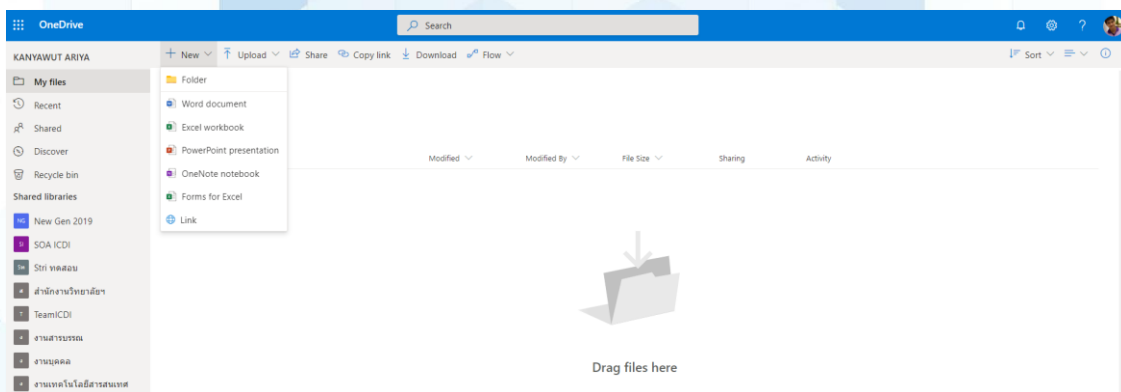 OneDrive
Search
?
KANYAWUT ARIYA
New
Upload
Share
Copy link
Download
Flow
Sort
My files
Recent
Shared
Discover
Recycle bin
Shared libraries
NG New Gen 2019
SI SOA ICDI
Stri ทดสอบ
สำนักงานวิทยาลัยฯ
T TeamICDI
งานสารบรรณ
งานบุคคล
งานเทคโนโลยีสารสนเทศ
Folder
Word document
Excel workbook
PowerPoint presentation
OneNote notebook
Forms for Excel
Link
Modified
Modified By
File Size
Sharing
Activity
Drag files here